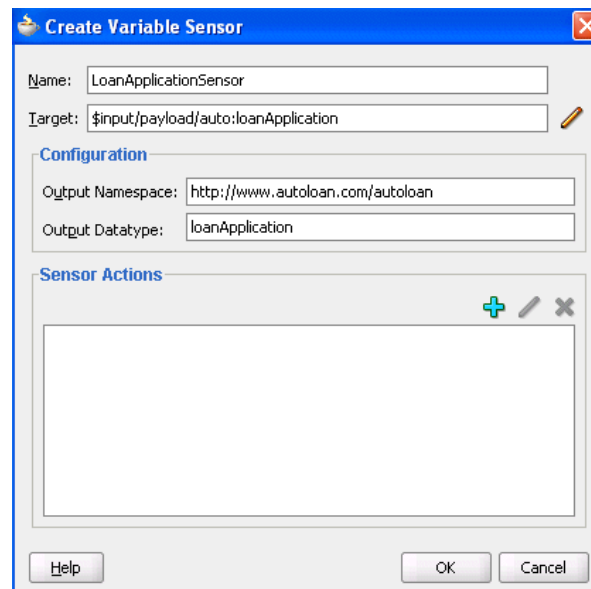 Create Variable Sensor
Name: LoanApplicationSensor
Target: $input/payload/auto:loanApplication
Configuration
Output Namespace: http://www.autoloan.com/autoloan
Output Datatype: loanApplication
Sensor Actions
Help OK Cancel